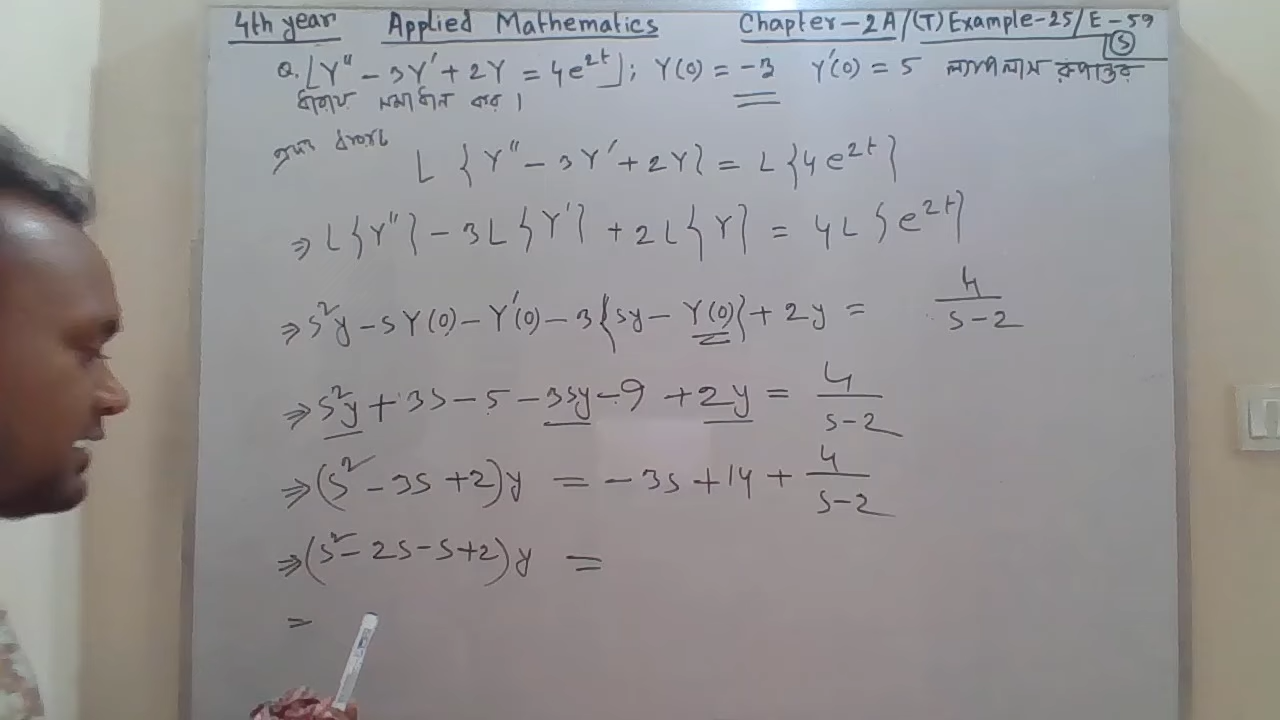 4th year Applied Mathematics Chapter-2A/(T)Example-25/E-59
(5)
Q. [Y'' - 3Y' + 2Y = 4e^{2t}]; Y(0) = -3 Y'(0) = 5 ল্যাপলাস রূপান্তর
সমাধান কর।
L {Y'' - 3Y' + 2Y} = L{4e^{2t}}
⇒ L{Y''} - 3L{Y'} + 2L{Y} = 4L{e^{2t}}
⇒ s²y - sY(0) - Y'(0) - 3{sy - Y(0)} + 2y = 4/(s-2)
⇒ s²y + 3s - 5 - 3sy - 9 + 2y = 4/(s-2)
⇒ (s² - 3s + 2)y = -3s + 14 + 4/(s-2)
⇒ (s² - 2s - s + 2)y =
=